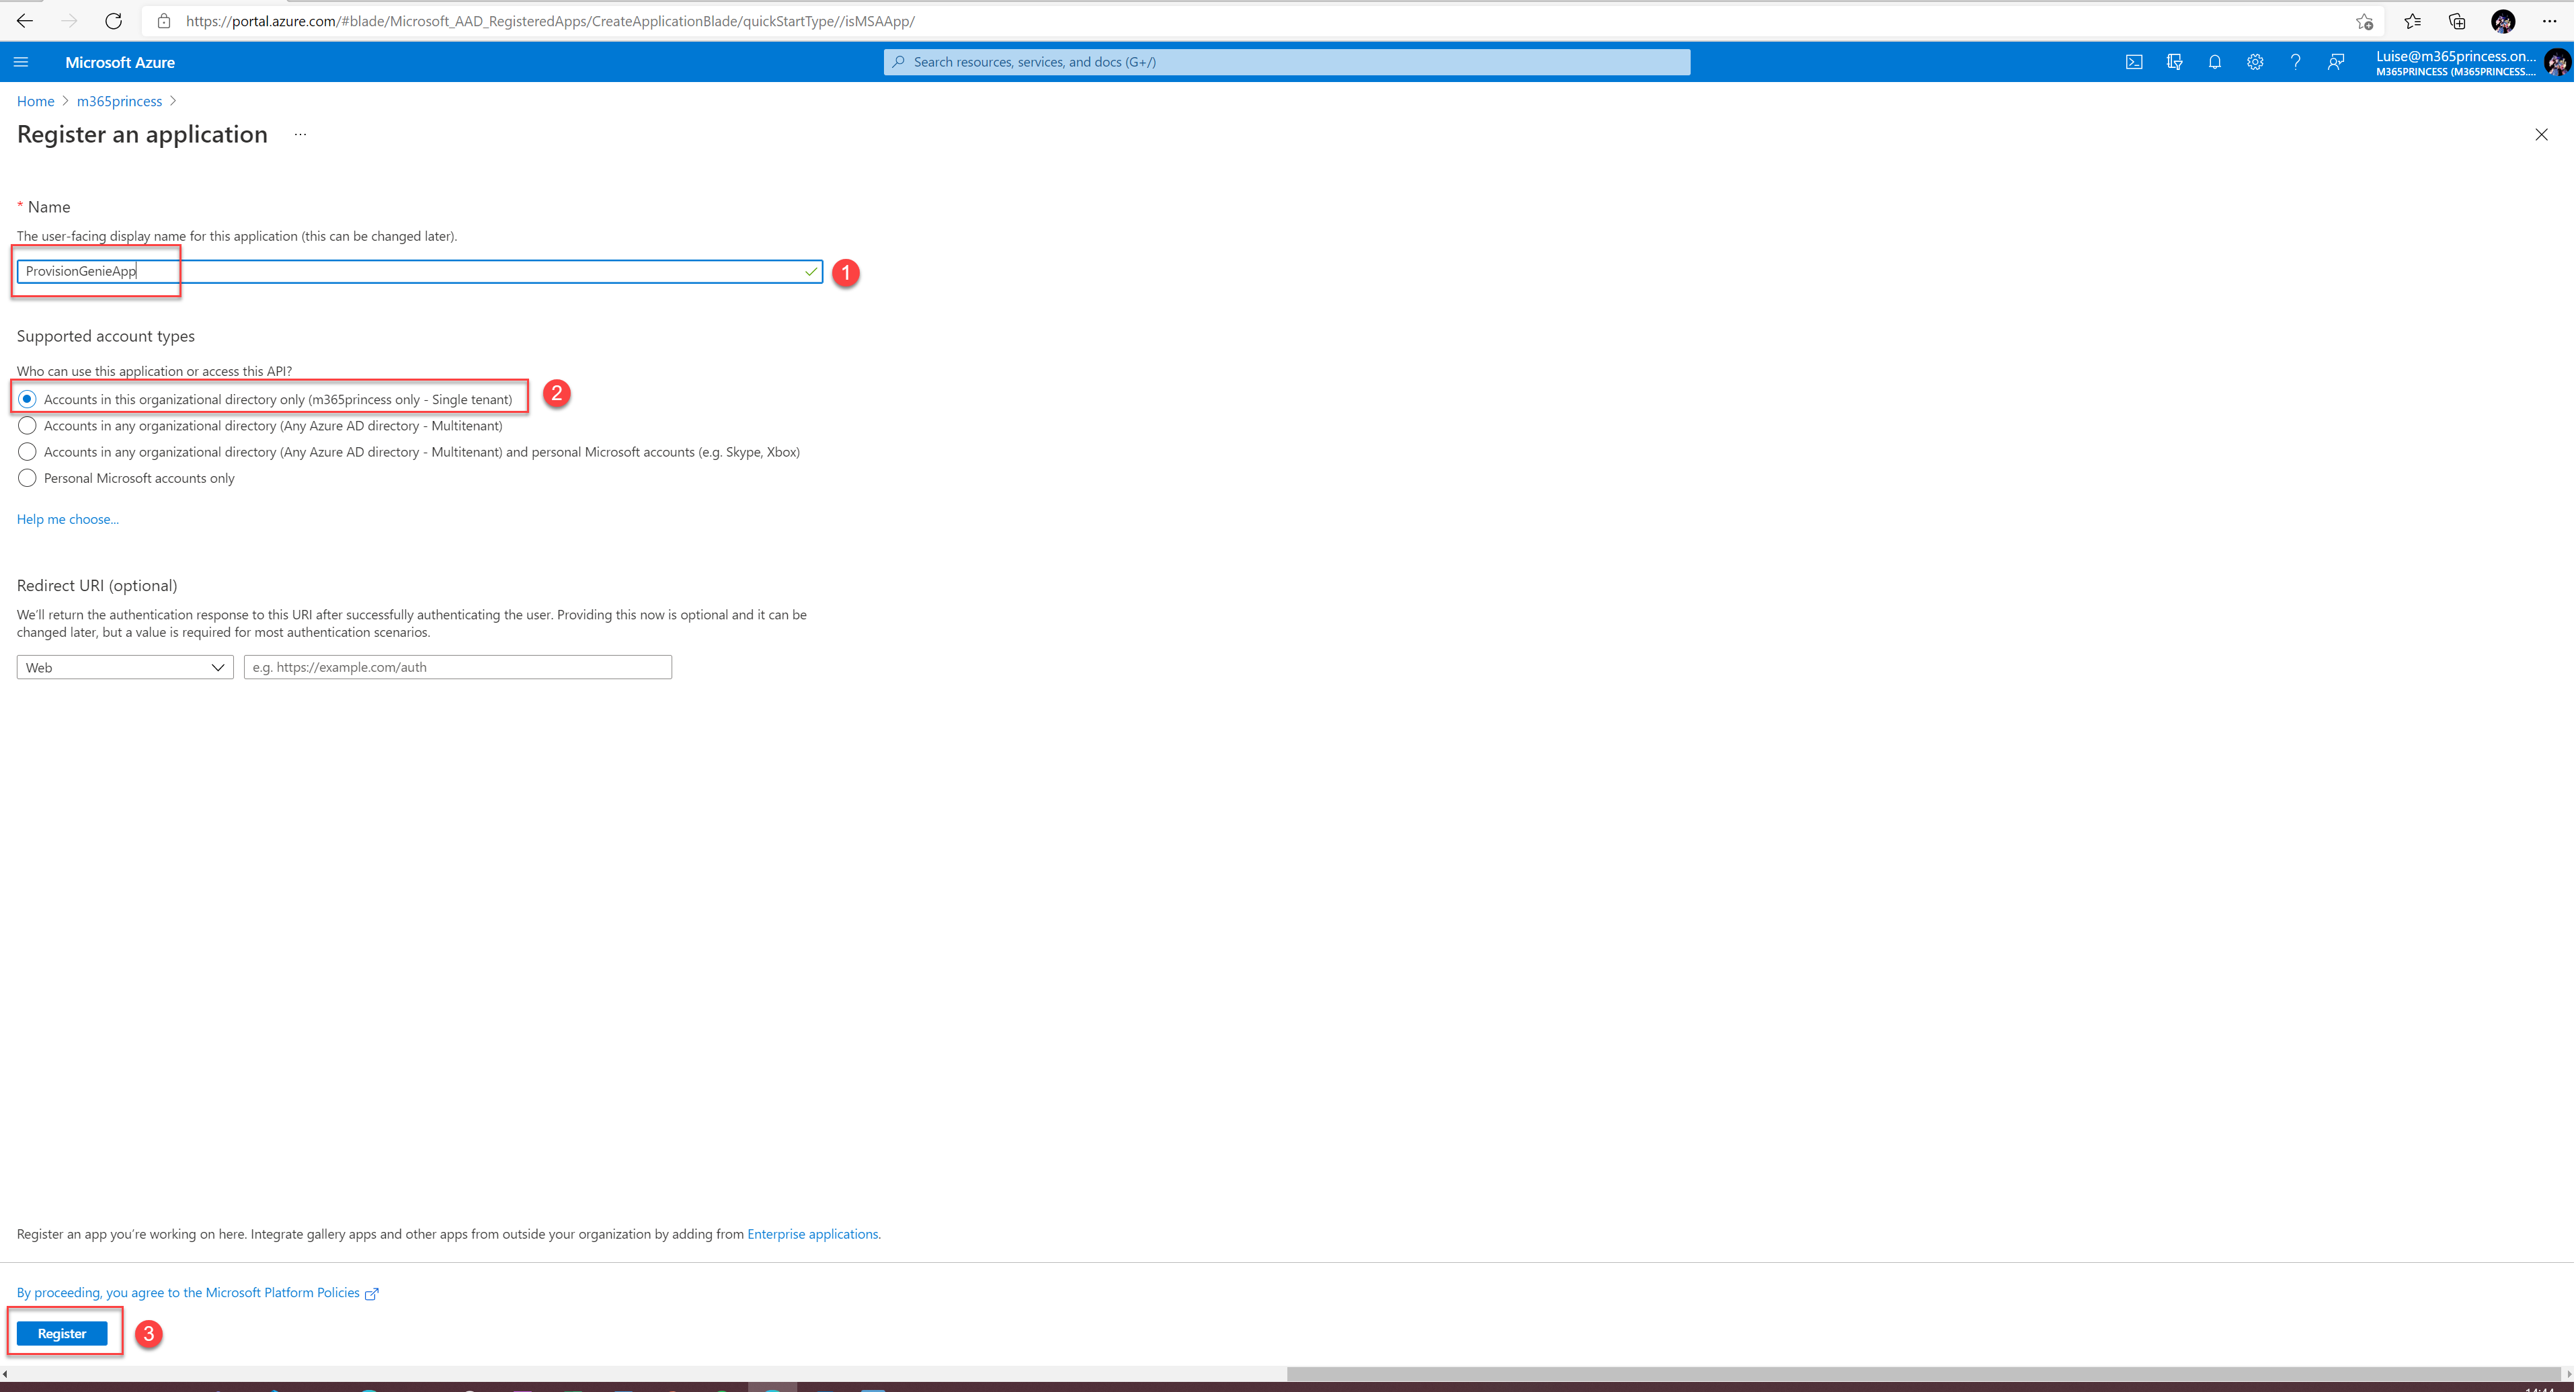 https://portal.azure.com/#blade/Microsoft_AAD_RegisteredApps/CreateApplicationBlade/quickStartType//isMSAApp/
Microsoft Azure
Search resources, services, and docs (G+/)
Luise@m365princess.on...
M365PRINCESS (M365PRINCESS....
Home > m365princess >
Register an application ...
* Name
The user-facing display name for this application (this can be changed later).
ProvisionGenieApp
1
Supported account types
Who can use this application or access this API?
Accounts in this organizational directory only (m365princess only - Single tenant)
2
Accounts in any organizational directory (Any Azure AD directory - Multitenant)
Accounts in any organizational directory (Any Azure AD directory - Multitenant) and personal Microsoft accounts (e.g. Skype, Xbox)
Personal Microsoft accounts only
Help me choose...
Redirect URI (optional)
We'll return the authentication response to this URI after successfully authenticating the user. Providing this now is optional and it can be
changed later, but a value is required for most authentication scenarios.
Web
e.g. https://example.com/auth
Register an app you're working on here. Integrate gallery apps and other apps from outside your organization by adding from Enterprise applications.
By proceeding, you agree to the Microsoft Platform Policies
Register
3